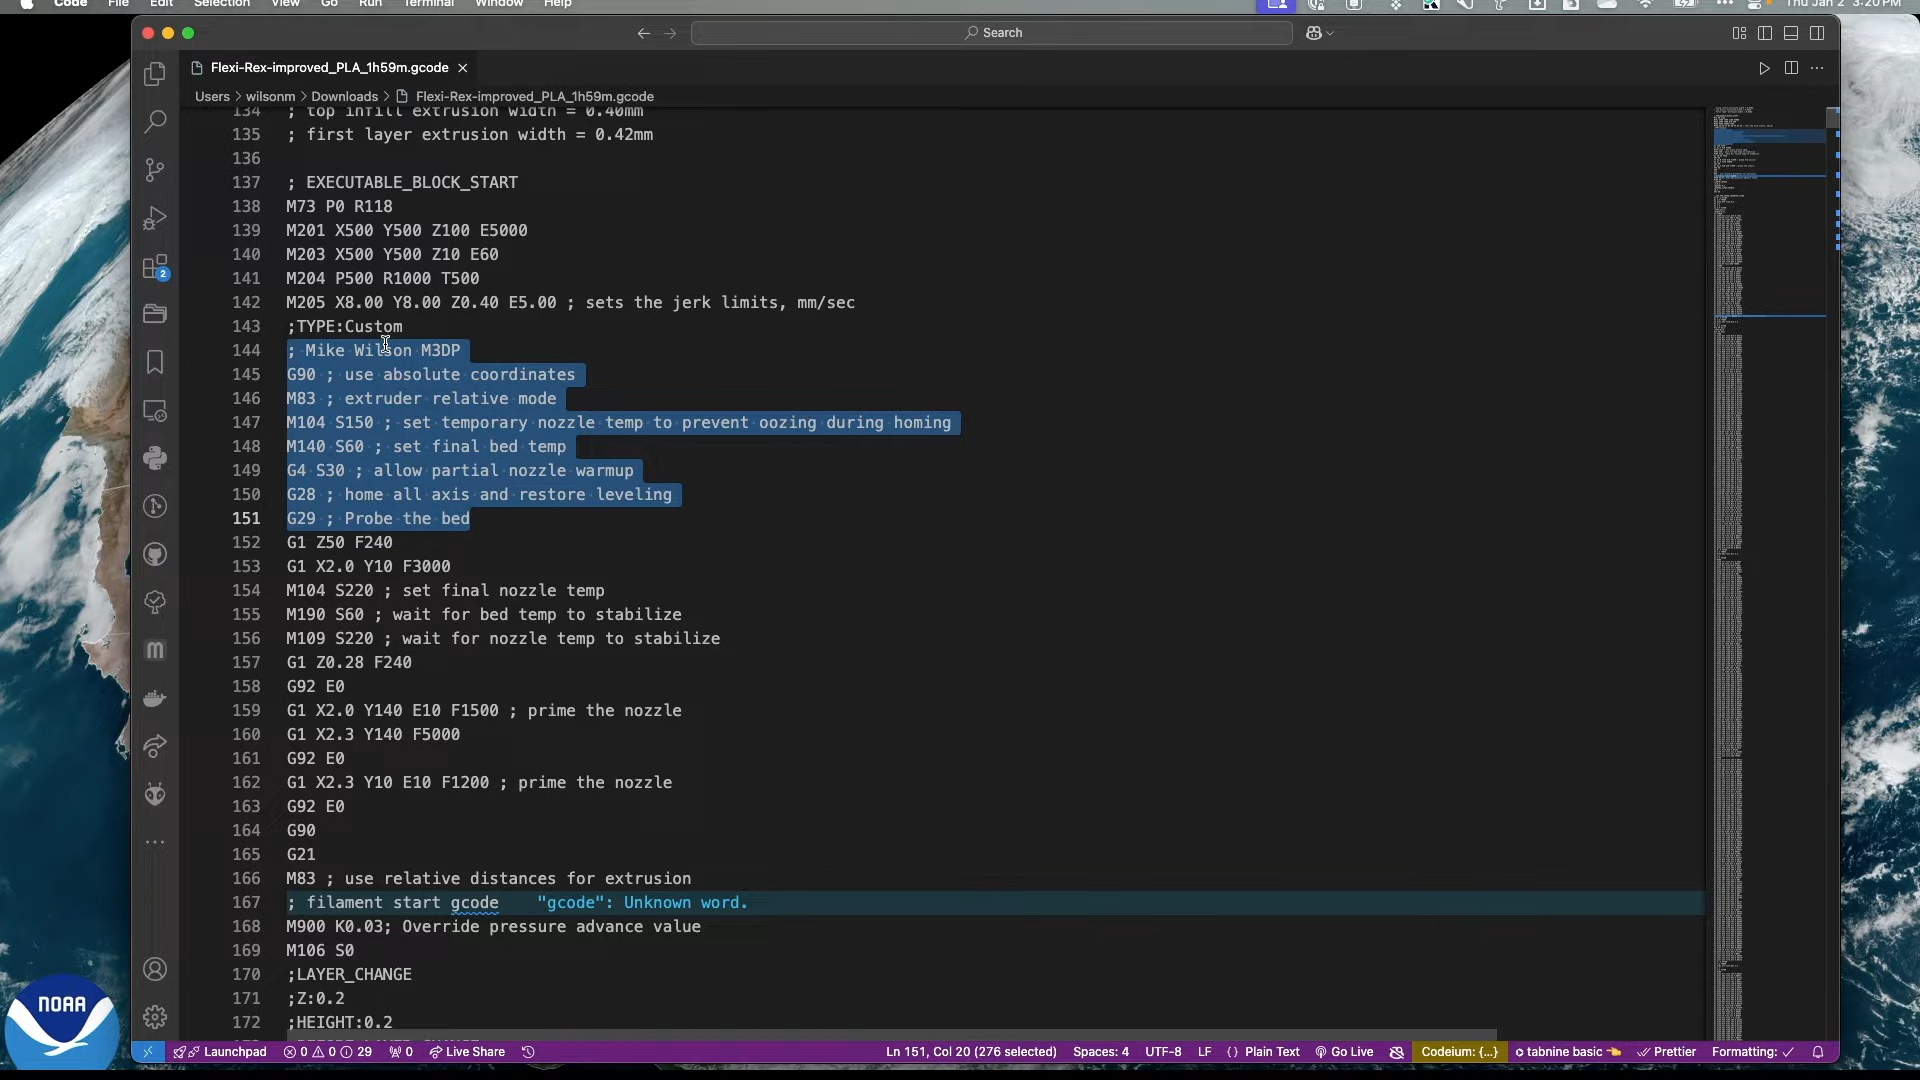 Code File Edit Selection View Go Run Terminal Window Help
Thu Jan 2 3:20 PM
Search
Flexi-Rex-improved_PLA_1h59m.gcode
Users > wilsonm > Downloads > Flexi-Rex-improved_PLA_1h59m.gcode
134 ; top infill extrusion width = 0.40mm
135 ; first layer extrusion width = 0.42mm
136
137 ; EXECUTABLE_BLOCK_START
138 M73 P0 R118
139 M201 X500 Y500 Z100 E5000
140 M203 X500 Y500 Z10 E60
141 M204 P500 R1000 T500
142 M205 X8.00 Y8.00 Z0.40 E5.00 ; sets the jerk limits, mm/sec
143 ;TYPE:Custom
144 ; Mike Wilson M3DP
145 G90 ; use absolute coordinates
146 M83 ; extruder relative mode
147 M104 S150 ; set temporary nozzle temp to prevent oozing during homing
148 M140 S60 ; set final bed temp
149 G4 S30 ; allow partial nozzle warmup
150 G28 ; home all axis and restore leveling
151 G29 ; Probe the bed
152 G1 Z50 F240
153 G1 X2.0 Y10 F3000
154 M104 S220 ; set final nozzle temp
155 M190 S60 ; wait for bed temp to stabilize
156 M109 S220 ; wait for nozzle temp to stabilize
157 G1 Z0.28 F240
158 G92 E0
159 G1 X2.0 Y140 E10 F1500 ; prime the nozzle
160 G1 X2.3 Y140 F5000
161 G92 E0
162 G1 X2.3 Y10 E10 F1200 ; prime the nozzle
163 G92 E0
164 G90
165 G21
166 M83 ; use relative distances for extrusion
167 ; filament start gcode "gcode": Unknown word.
168 M900 K0.03; Override pressure advance value
169 M106 S0
170 ;LAYER_CHANGE
171 ;Z:0.2
172 ;HEIGHT:0.2
2
m
NOAA
Launchpad 0 0 29 0 Live Share Ln 151, Col 20 (276 selected) Spaces: 4 UTF-8 LF {} Plain Text Go Live Codeium: {...} tabnine basic Prettier Formatting: